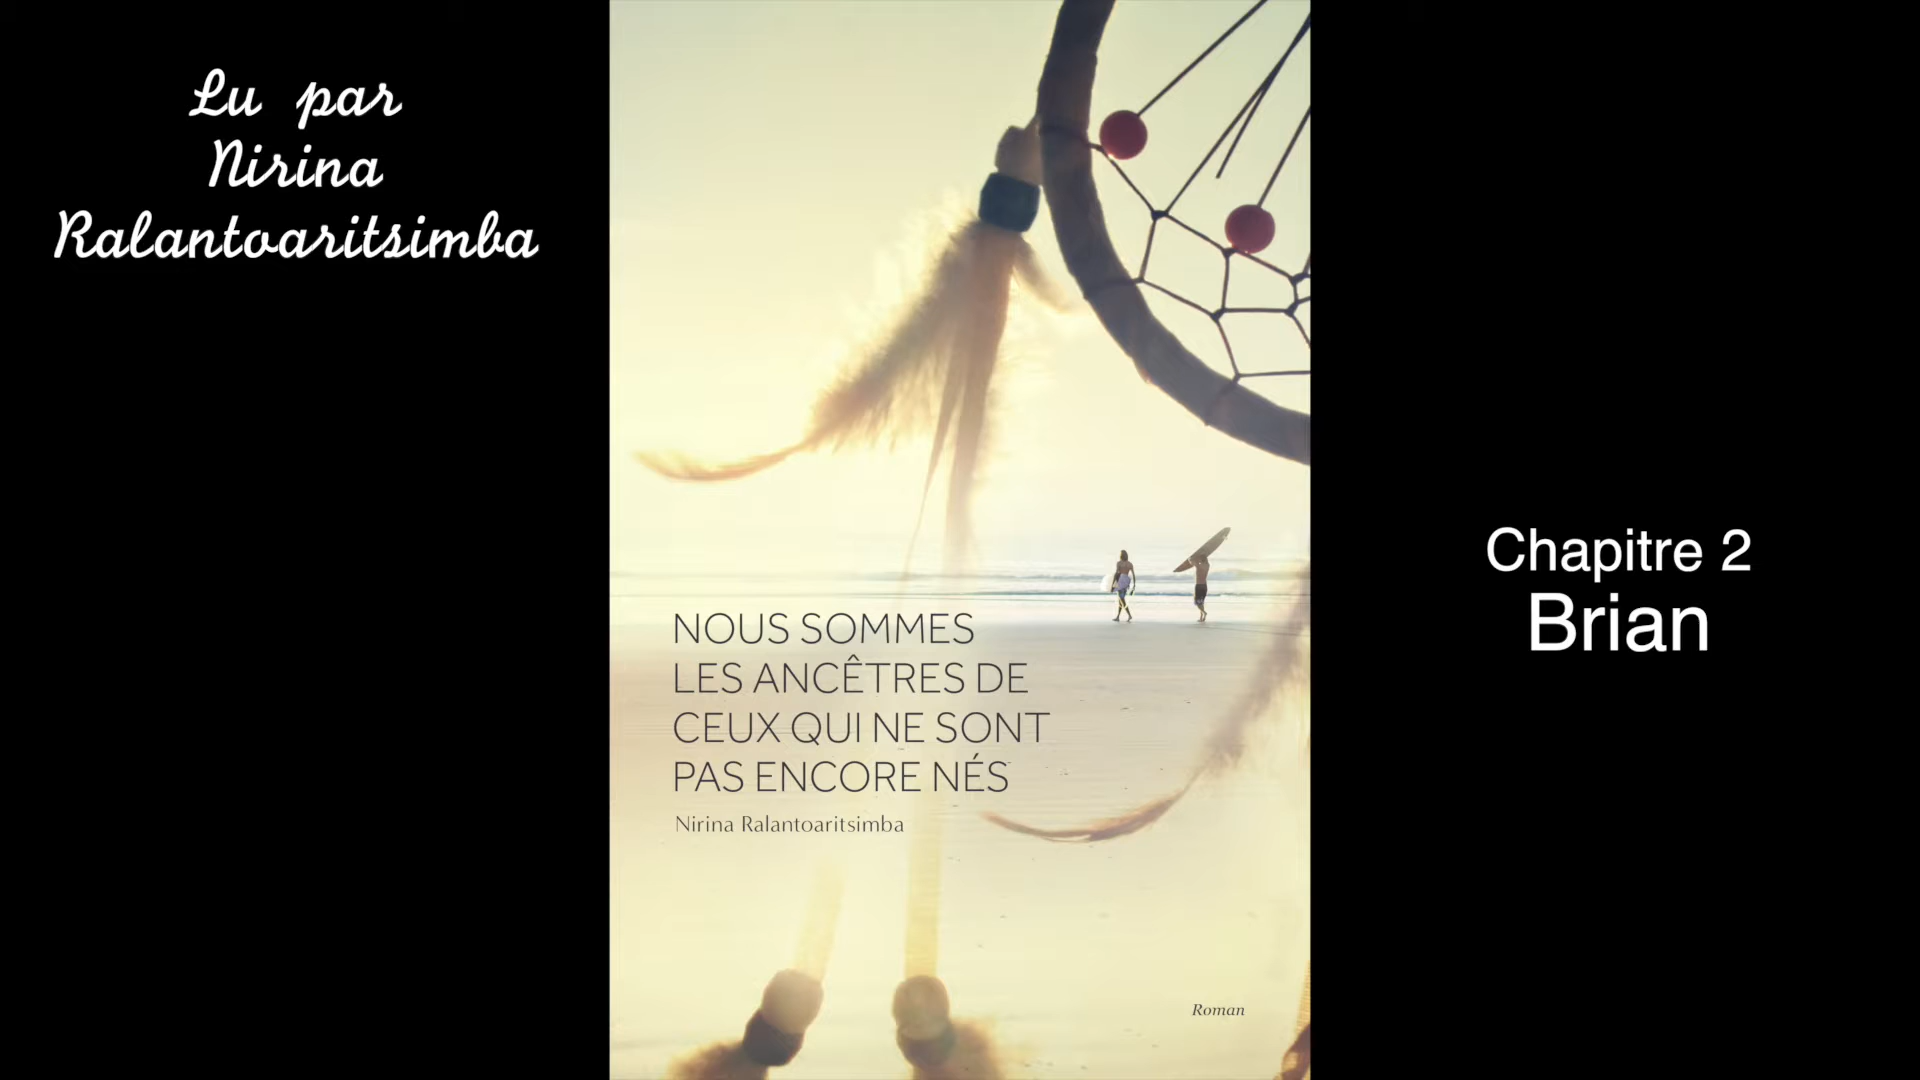 Lu par
Nirina
Ralantoaritsimba
NOUS SOMMES
LES ANCÊTRES DE
CEUX QUI NE SONT
PAS ENCORE NÉS
Nirina Ralantoaritsimba
Roman
Chapitre 2
Brian